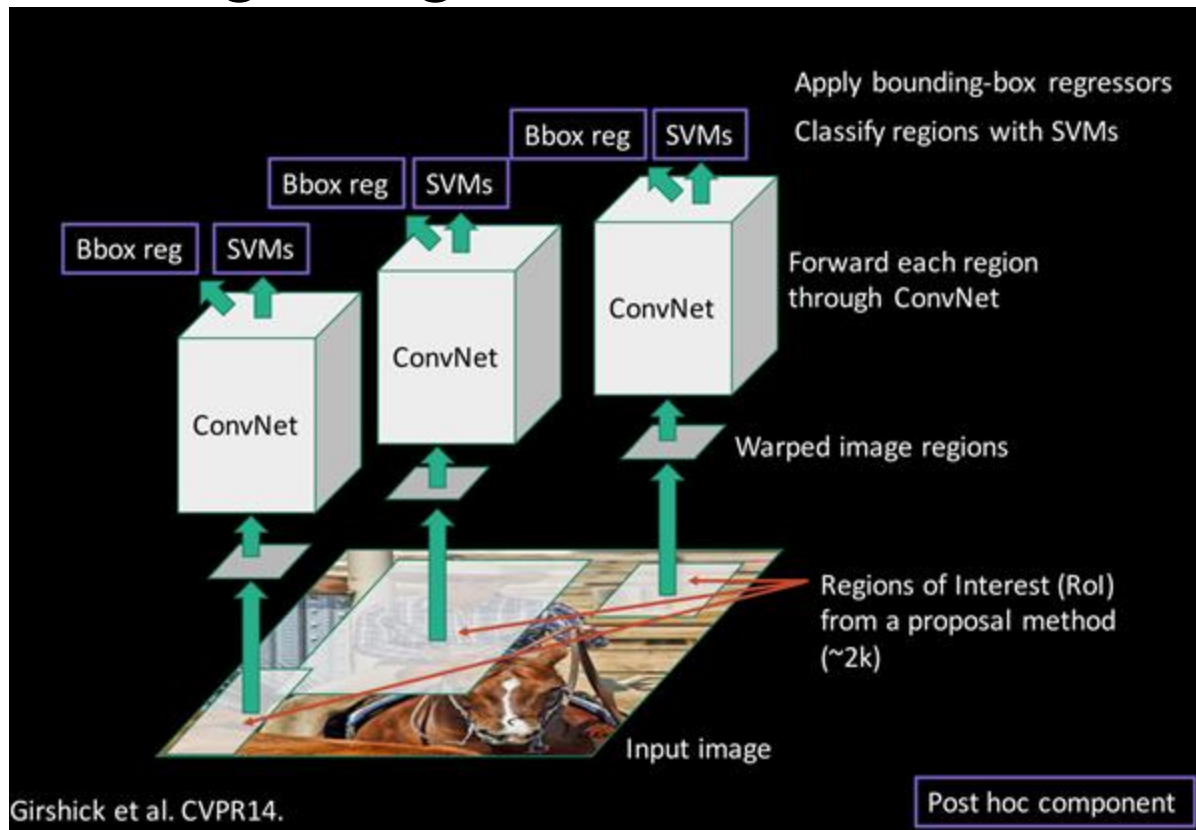 Apply bounding-box regressors
Bbox reg
SVMs
Classify regions with SVMs
Bbox reg
SVMs
Bbox reg
SVMs
ConvNet
Forward each region
through ConvNet
ConvNet
ConvNet
Warped image regions
Regions of Interest (RoI)
from a proposal method
(~2k)
Input image
Girshick et al. CVPR14.
Post hoc component